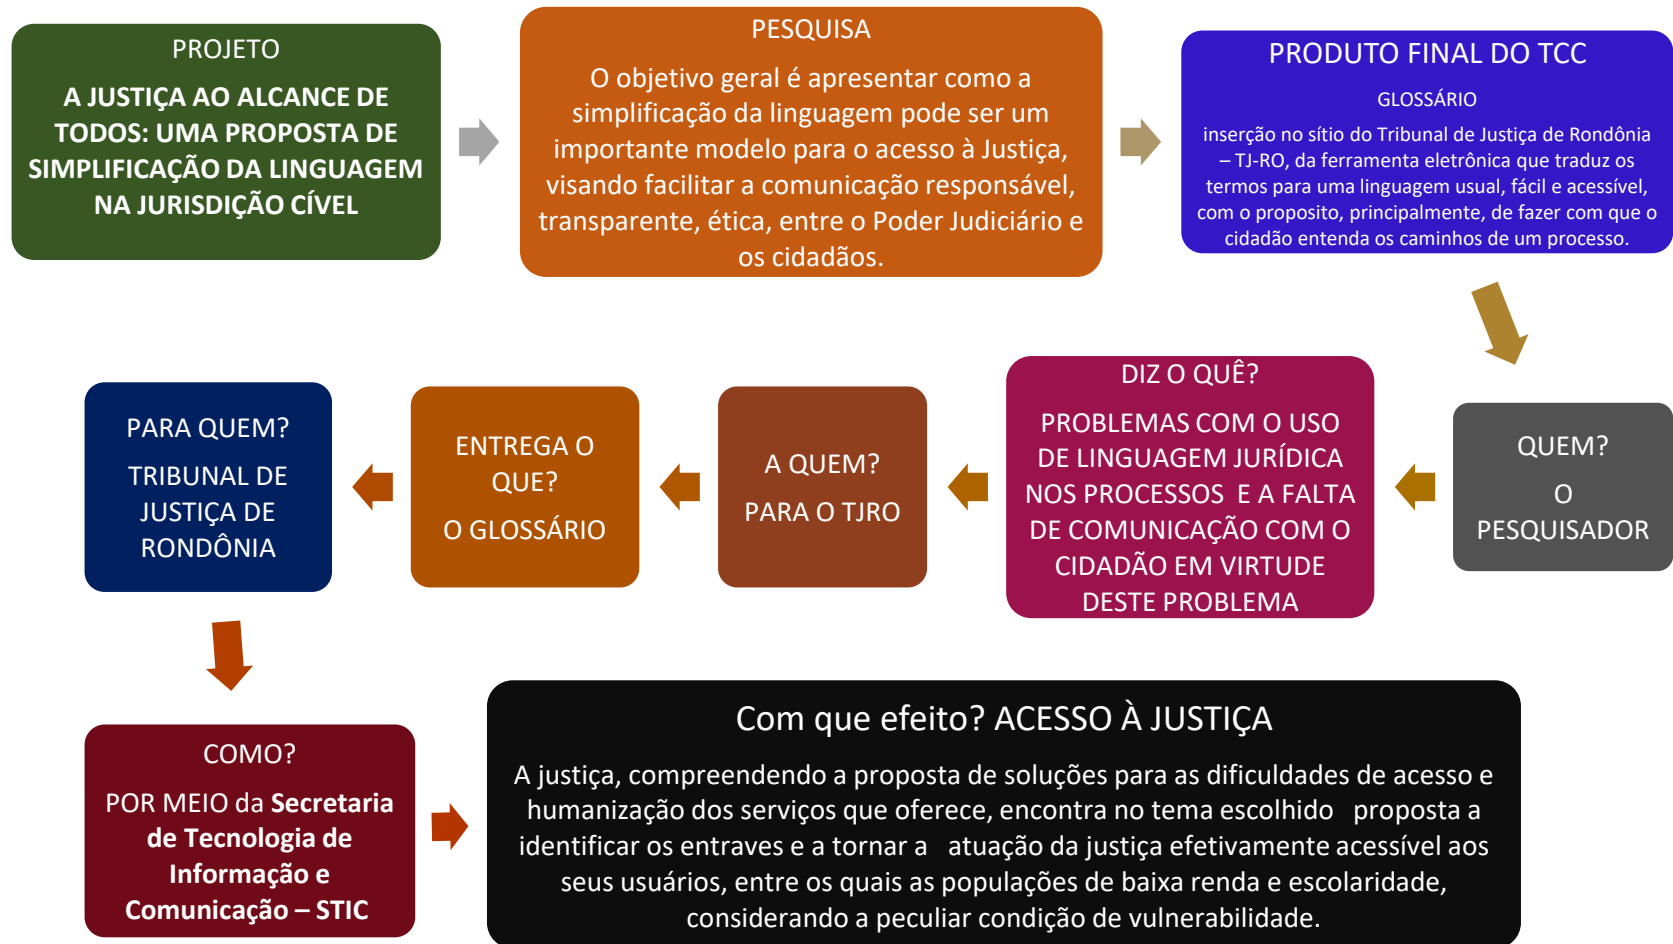 PROJETO
A JUSTIÇA AO ALCANCE DE
TODOS: UMA PROPOSTA DE
SIMPLIFICAÇÃO DA LINGUAGEM
NA JURISDIÇÃO CÍVEL
PESQUISA
O objetivo geral é apresentar como a
simplificação da linguagem pode ser um
importante modelo para o acesso à Justiça,
visando facilitar a comunicação responsável,
transparente, ética, entre o Poder Judiciário e
os cidadãos.
PRODUTO FINAL DO TCC
GLOSSÁRIO
inserção no sítio do Tribunal de Justiça de Rondônia
– TJ-RO, da ferramenta eletrônica que traduz os
termos para uma linguagem usual, fácil e acessível,
com o proposito, principalmente, de fazer com que o
cidadão entenda os caminhos de um processo.
QUEM?
O
PESQUISADOR
DIZ O QUÊ?
PROBLEMAS COM O USO
DE LINGUAGEM JURÍDICA
NOS PROCESSOS E A FALTA
DE COMUNICAÇÃO COM O
CIDADÃO EM VIRTUDE
DESTE PROBLEMA
A QUEM?
PARA O TJRO
ENTREGA O
QUE?
O GLOSSÁRIO
PARA QUEM?
TRIBUNAL DE
JUSTIÇA DE
RONDÔNIA
COMO?
POR MEIO da Secretaria
de Tecnologia de
Informação e
Comunicação – STIC
Com que efeito? ACESSO À JUSTIÇA
A justiça, compreendendo a proposta de soluções para as dificuldades de acesso e
humanização dos serviços que oferece, encontra no tema escolhido proposta a
identificar os entraves e a tornar a atuação da justiça efetivamente acessível aos
seus usuários, entre os quais as populações de baixa renda e escolaridade,
considerando a peculiar condição de vulnerabilidade.